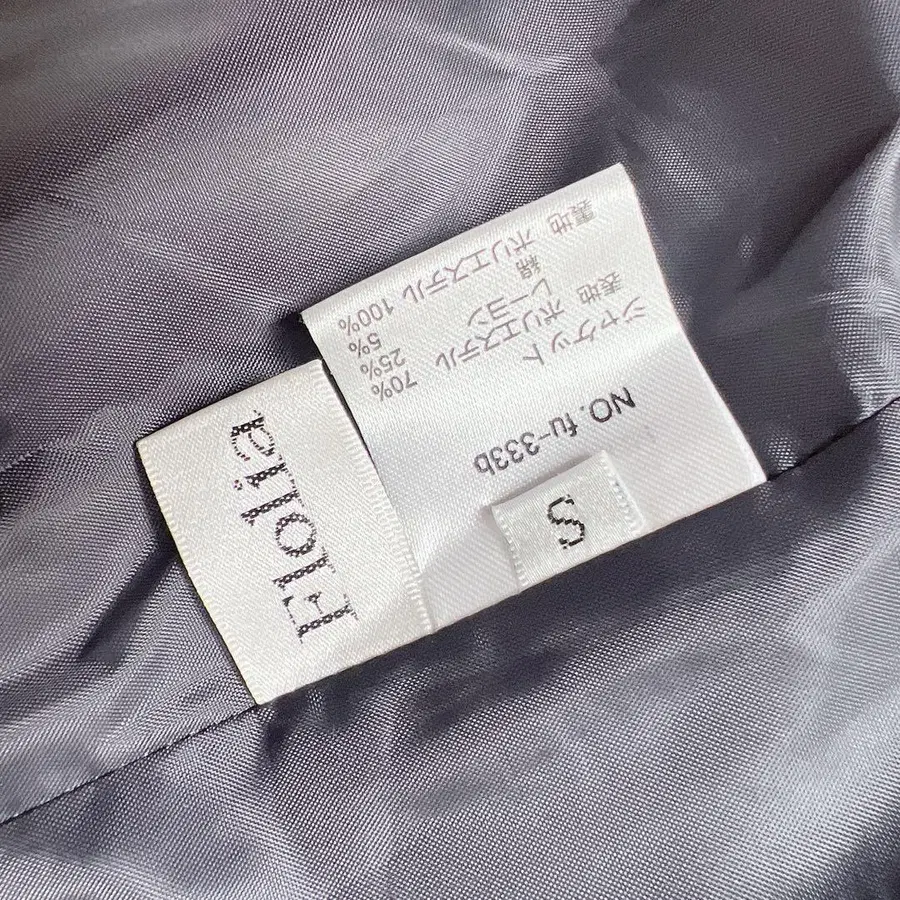 Flolia
NO. fu-333b
ジャケット
表地 ポリエステル 70%
レーヨン 25%
綿 5%
裏地 ポリエステル 100%
S